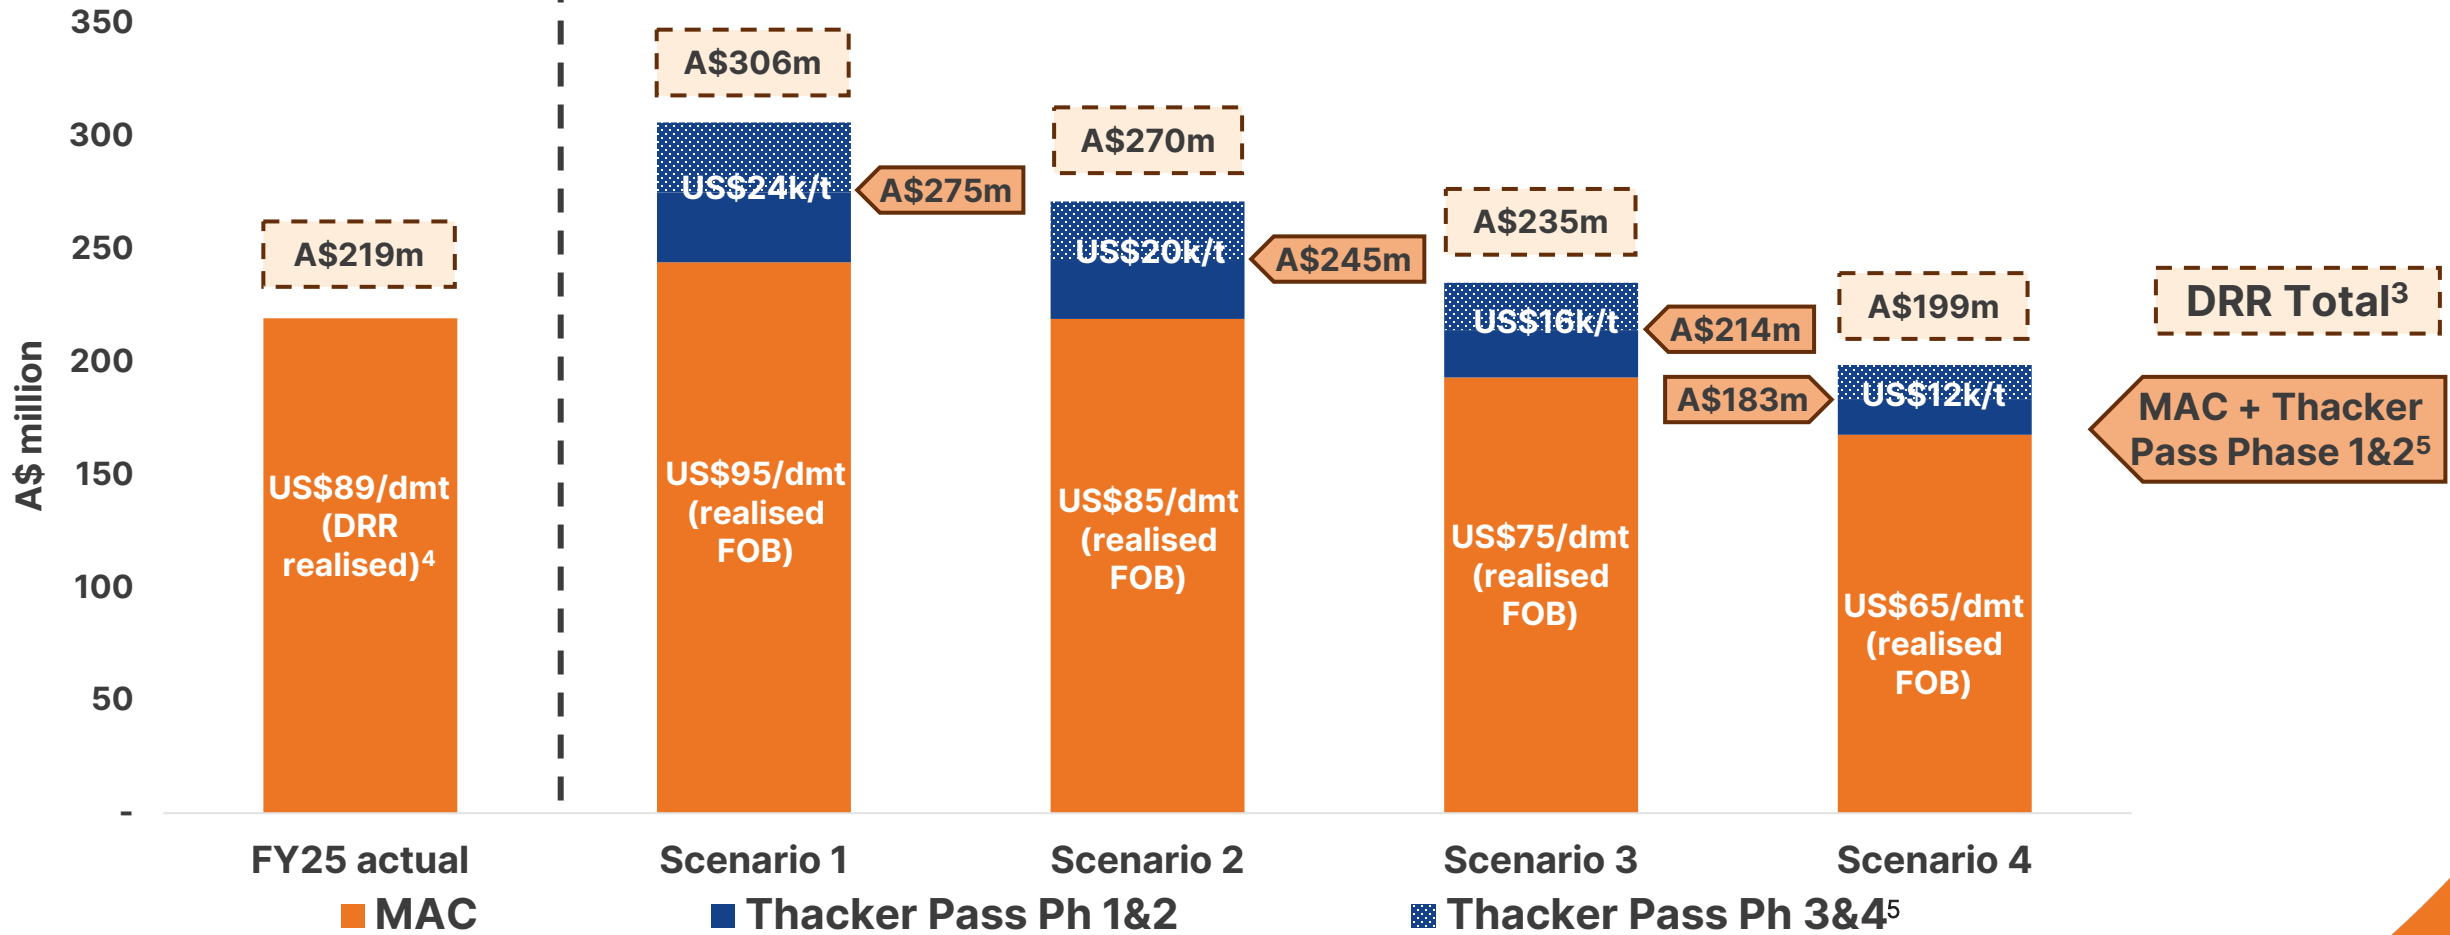 350
300
250
200
150
100
50
-
A$ million
A$219m
US$89/dmt
(DRR
realised)4
A$306m
US$24k/t
A$275m
US$95/dmt
(realised
FOB)
A$270m
US$20k/t
A$245m
US$85/dmt
(realised
FOB)
A$235m
US$16k/t
A$214m
US$75/dmt
(realised
FOB)
A$199m
US$12k/t
A$183m
US$65/dmt
(realised
FOB)
DRR Total3
MAC + Thacker
Pass Phase 1&25
FY25 actual
Scenario 1
Scenario 2
Scenario 3
Scenario 4
MAC
Thacker Pass Ph 1&2
Thacker Pass Ph 3&45